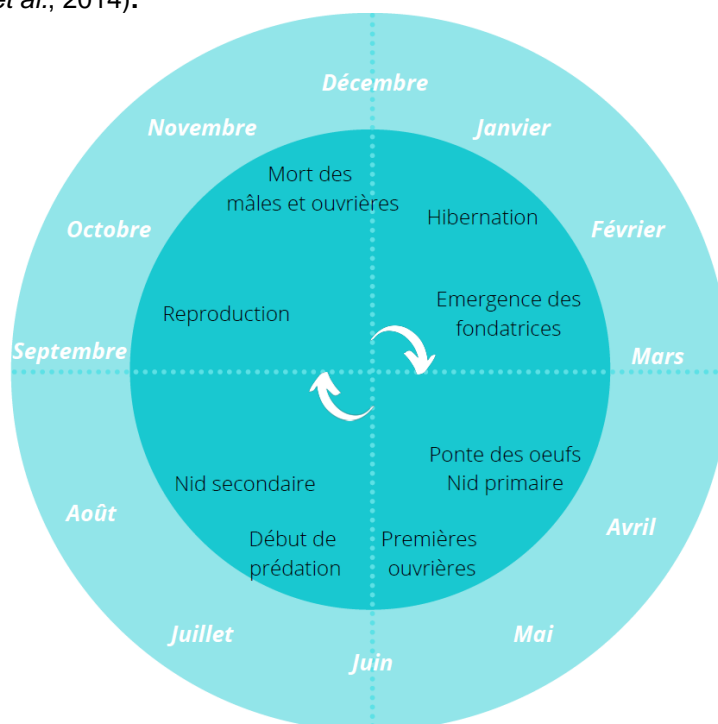 et al., 2014).
Décembre
Novembre
Janvier
Mort des
mâles et ouvrières
Hibernation
Octobre
Février
Emergence des
fondatrices
Reproduction
Septembre
Mars
Ponte des oeufs
Nid primaire
Nid secondaire
Août
Avril
Début de
prédation
Premières
ouvrières
Juillet
Mai
Juin